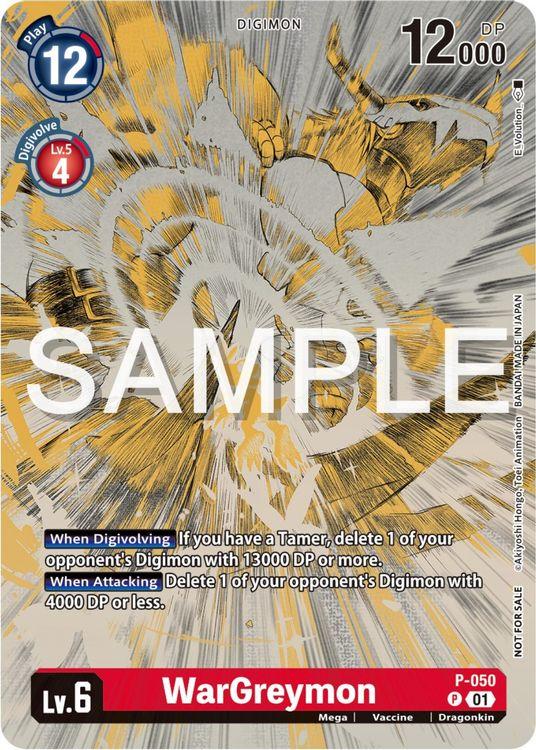 DIGIMON
Play
12
DP
12000
Digivolve
Lv.5
4
E_Volution_
SAMPLE
©Akiyoshi Hongo, Toei Animation BANDAI MADE IN JAPAN
NOT FOR SALE
When Digivolving If you have a Tamer, delete 1 of your
opponent's Digimon with 13000 DP or more.
When Attacking Delete 1 of your opponent's Digimon with
4000 DP or less.
Lv.6
WarGreymon
P-050
P 01
Mega | Vaccine | Dragonkin